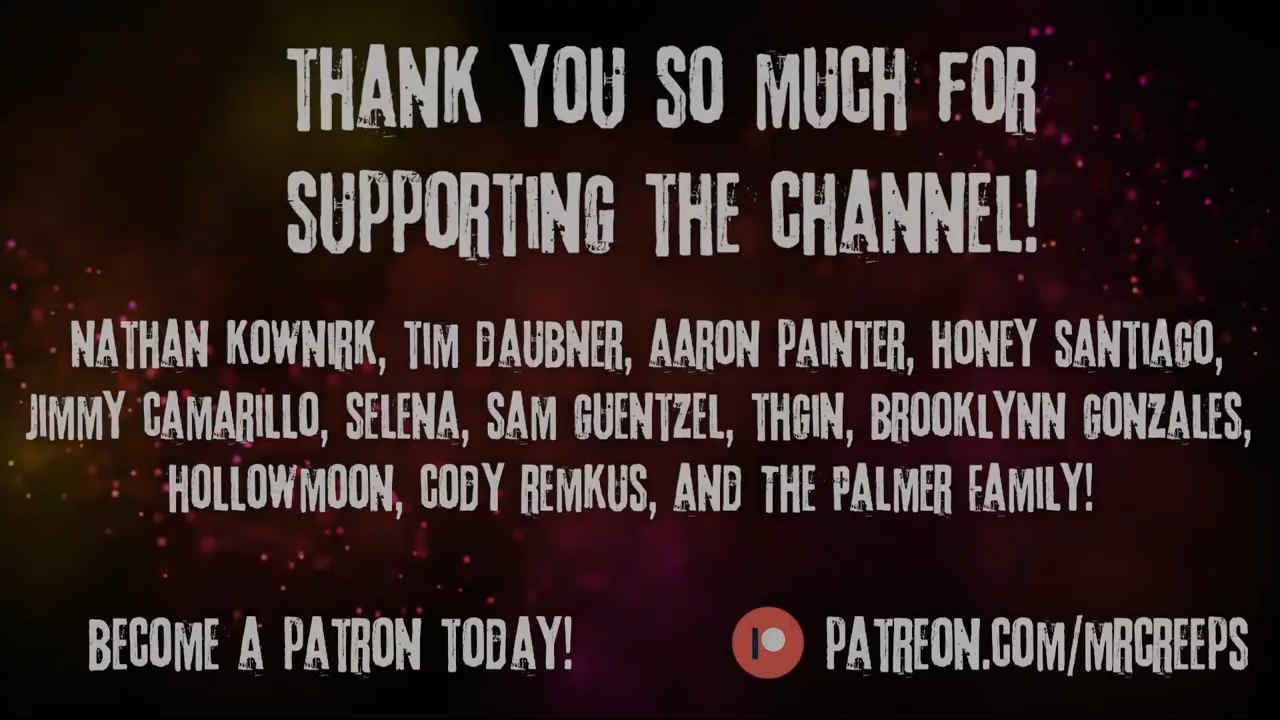 THANK YOU SO MUCH FOR
SUPPORTING THE CHANNEL!
NATHAN KOWNIRK, TIM DAUBNER, AARON PAINTER, HONEY SANTIAGO,
JIMMY CAMARILLO, SELENA, SAM GUENTZEL, THGIN, BROOKLYNN GONZALES,
HOLLOWMOON, CODY REMKUS, AND THE PALMER FAMILY!
BECOME A PATRON TODAY!
PATREON.COM/MRCREEPS